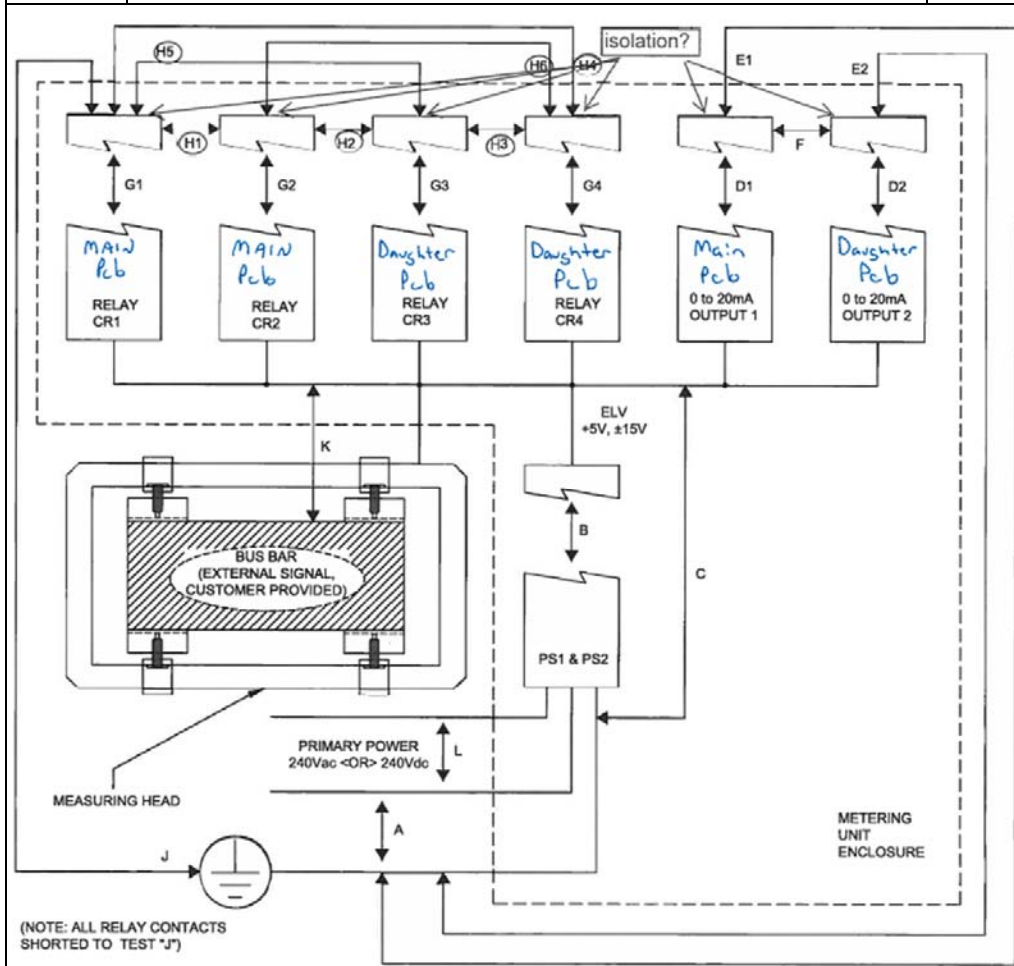 isolation?
H5
H6
H4
E1
E2
H1
H2
H3
F
G1
G2
G3
G4
D1
D2
MAIN
Pcb
RELAY
CR1
MAIN
Pcb
RELAY
CR2
Daughter
Pcb
RELAY
CR3
Daughter
Pcb
RELAY
CR4
Main
Pcb
0 to 20mA
OUTPUT 1
Daughter
Pcb
0 to 20mA
OUTPUT 2
ELV
+5V, ±15V
K
B
C
BUS BAR
(EXTERNAL SIGNAL,
CUSTOMER PROVIDED)
PS1 & PS2
PRIMARY POWER
240Vac <OR> 240Vdc
L
MEASURING HEAD
A
METERING
UNIT
ENCLOSURE
J
(NOTE: ALL RELAY CONTACTS
SHORTED TO TEST "J")